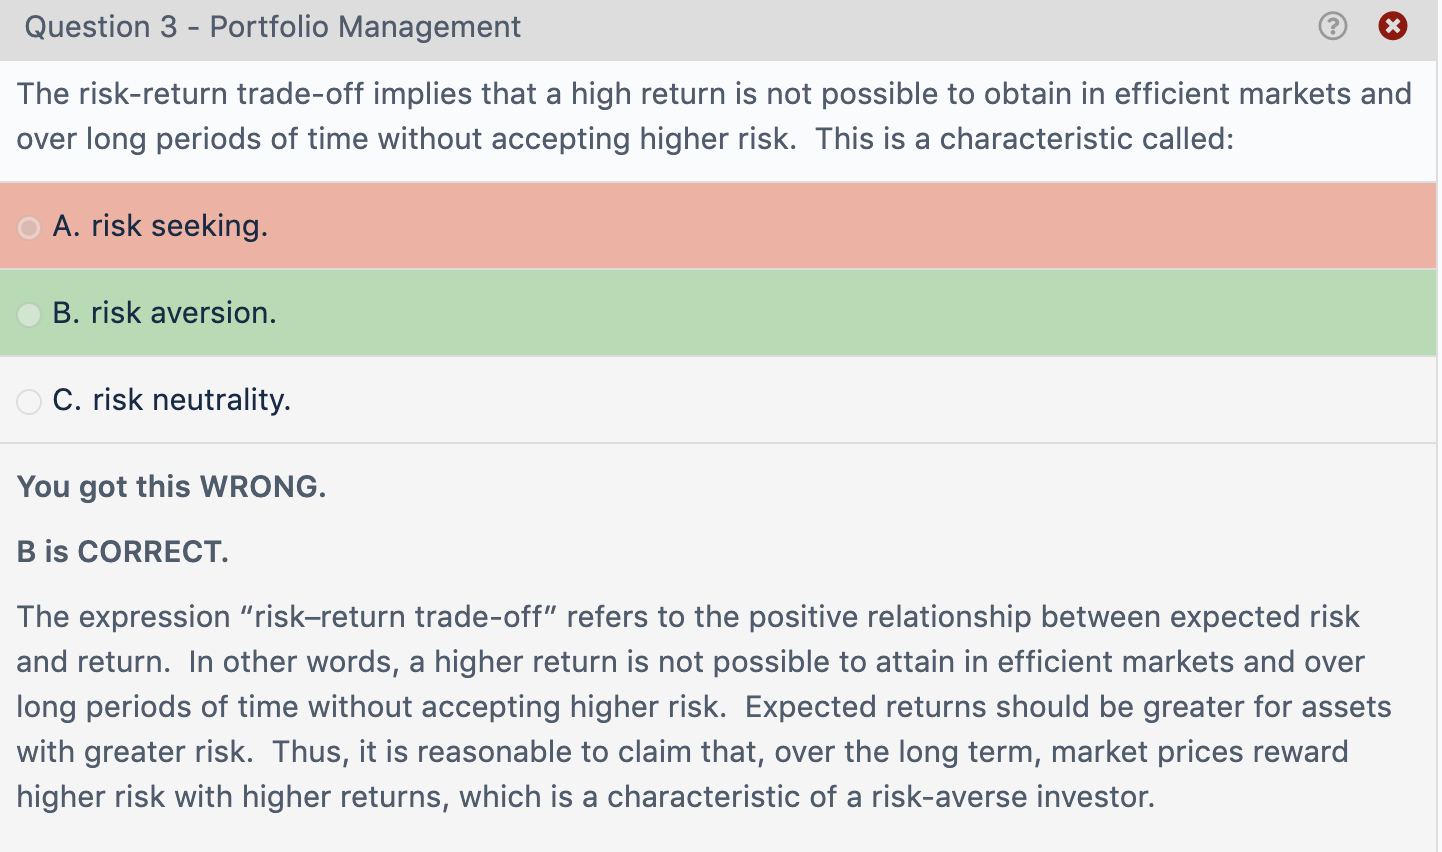 Question 3 - Portfolio Management
The risk-return trade-off implies that a high return is not possible to obtain in efficient markets and
over long periods of time without accepting higher risk.  This is a characteristic called:
A. risk seeking.
B. risk aversion.
C. risk neutrality.
You got this WRONG.
B is CORRECT.
The expression “risk–return trade-off” refers to the positive relationship between expected risk
and return.  In other words, a higher return is not possible to attain in efficient markets and over
long periods of time without accepting higher risk.  Expected returns should be greater for assets
with greater risk.  Thus, it is reasonable to claim that, over the long term, market prices reward
higher risk with higher returns, which is a characteristic of a risk-averse investor.